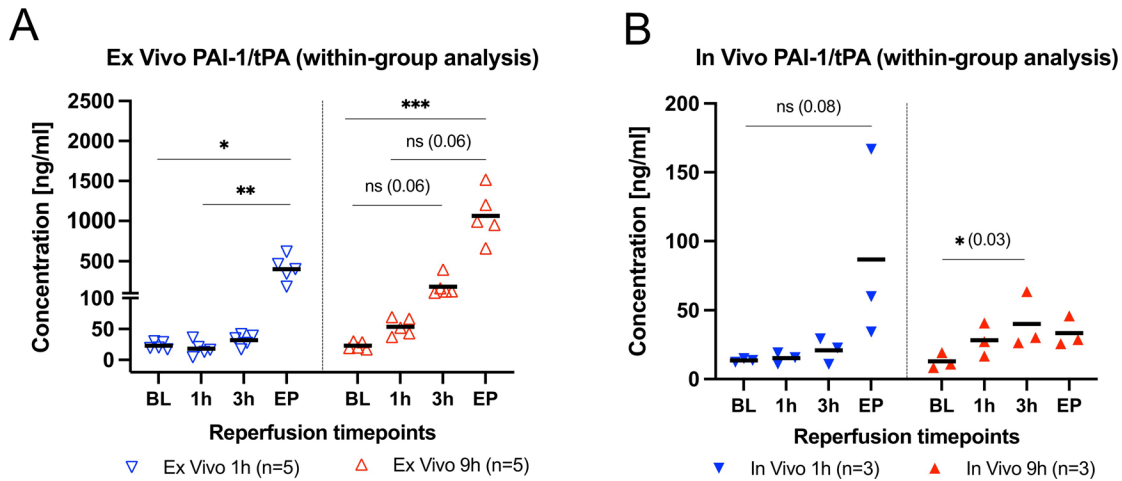 A
Ex Vivo PAI-1/tPA (within-group analysis)
Concentration [ng/ml]
2500
2000
1500
1000
500
100
50
0
*
**
***
ns (0.06)
ns (0.06)
BL 1h 3h EP BL 1h 3h EP
Reperfusion timepoints
Ex Vivo 1h (n=5) Ex Vivo 9h (n=5)
B
In Vivo PAI-1/tPA (within-group analysis)
Concentration [ng/ml]
200
150
100
50
0
ns (0.08)
* (0.03)
BL 1h 3h EP BL 1h 3h EP
Reperfusion timepoints
In Vivo 1h (n=3) In Vivo 9h (n=3)